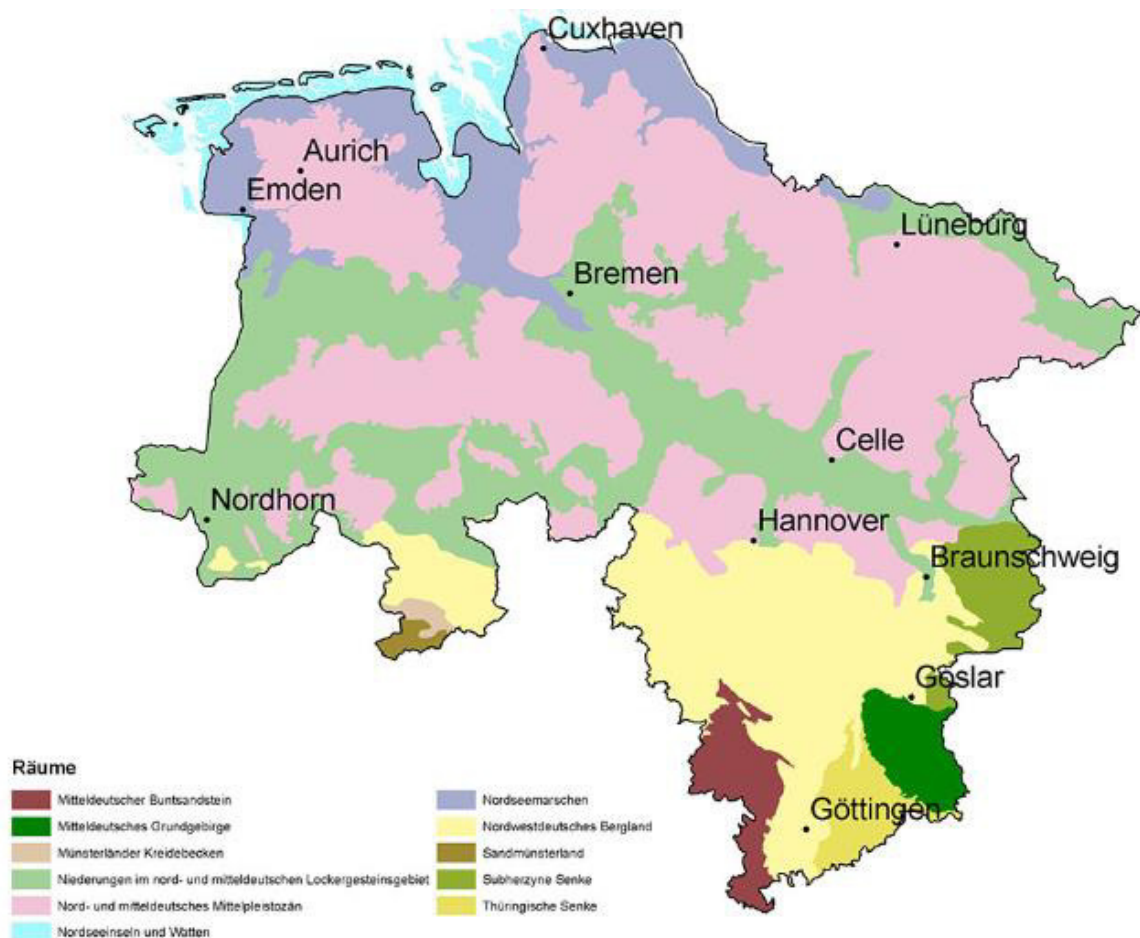 Cuxhaven
Aurich
Emden
Lüneburg
Bremen
Celle
Nordhorn
Hannover
Braunschweig
Goslar
Göttingen
Räume
Mitteldeutscher Buntsandstein
Mitteldeutsches Grundgebirge
Münsterländer Kreidebecken
Niederungen im nord- und mitteldeutschen Lockergesteinsgebiet
Nord- und mitteldeutsches Mittelpleistozän
Nordseeinseln und Watten
Nordseemarschen
Nordwestdeutsches Bergland
Sandmünsterland
Subherzyne Senke
Thüringische Senke